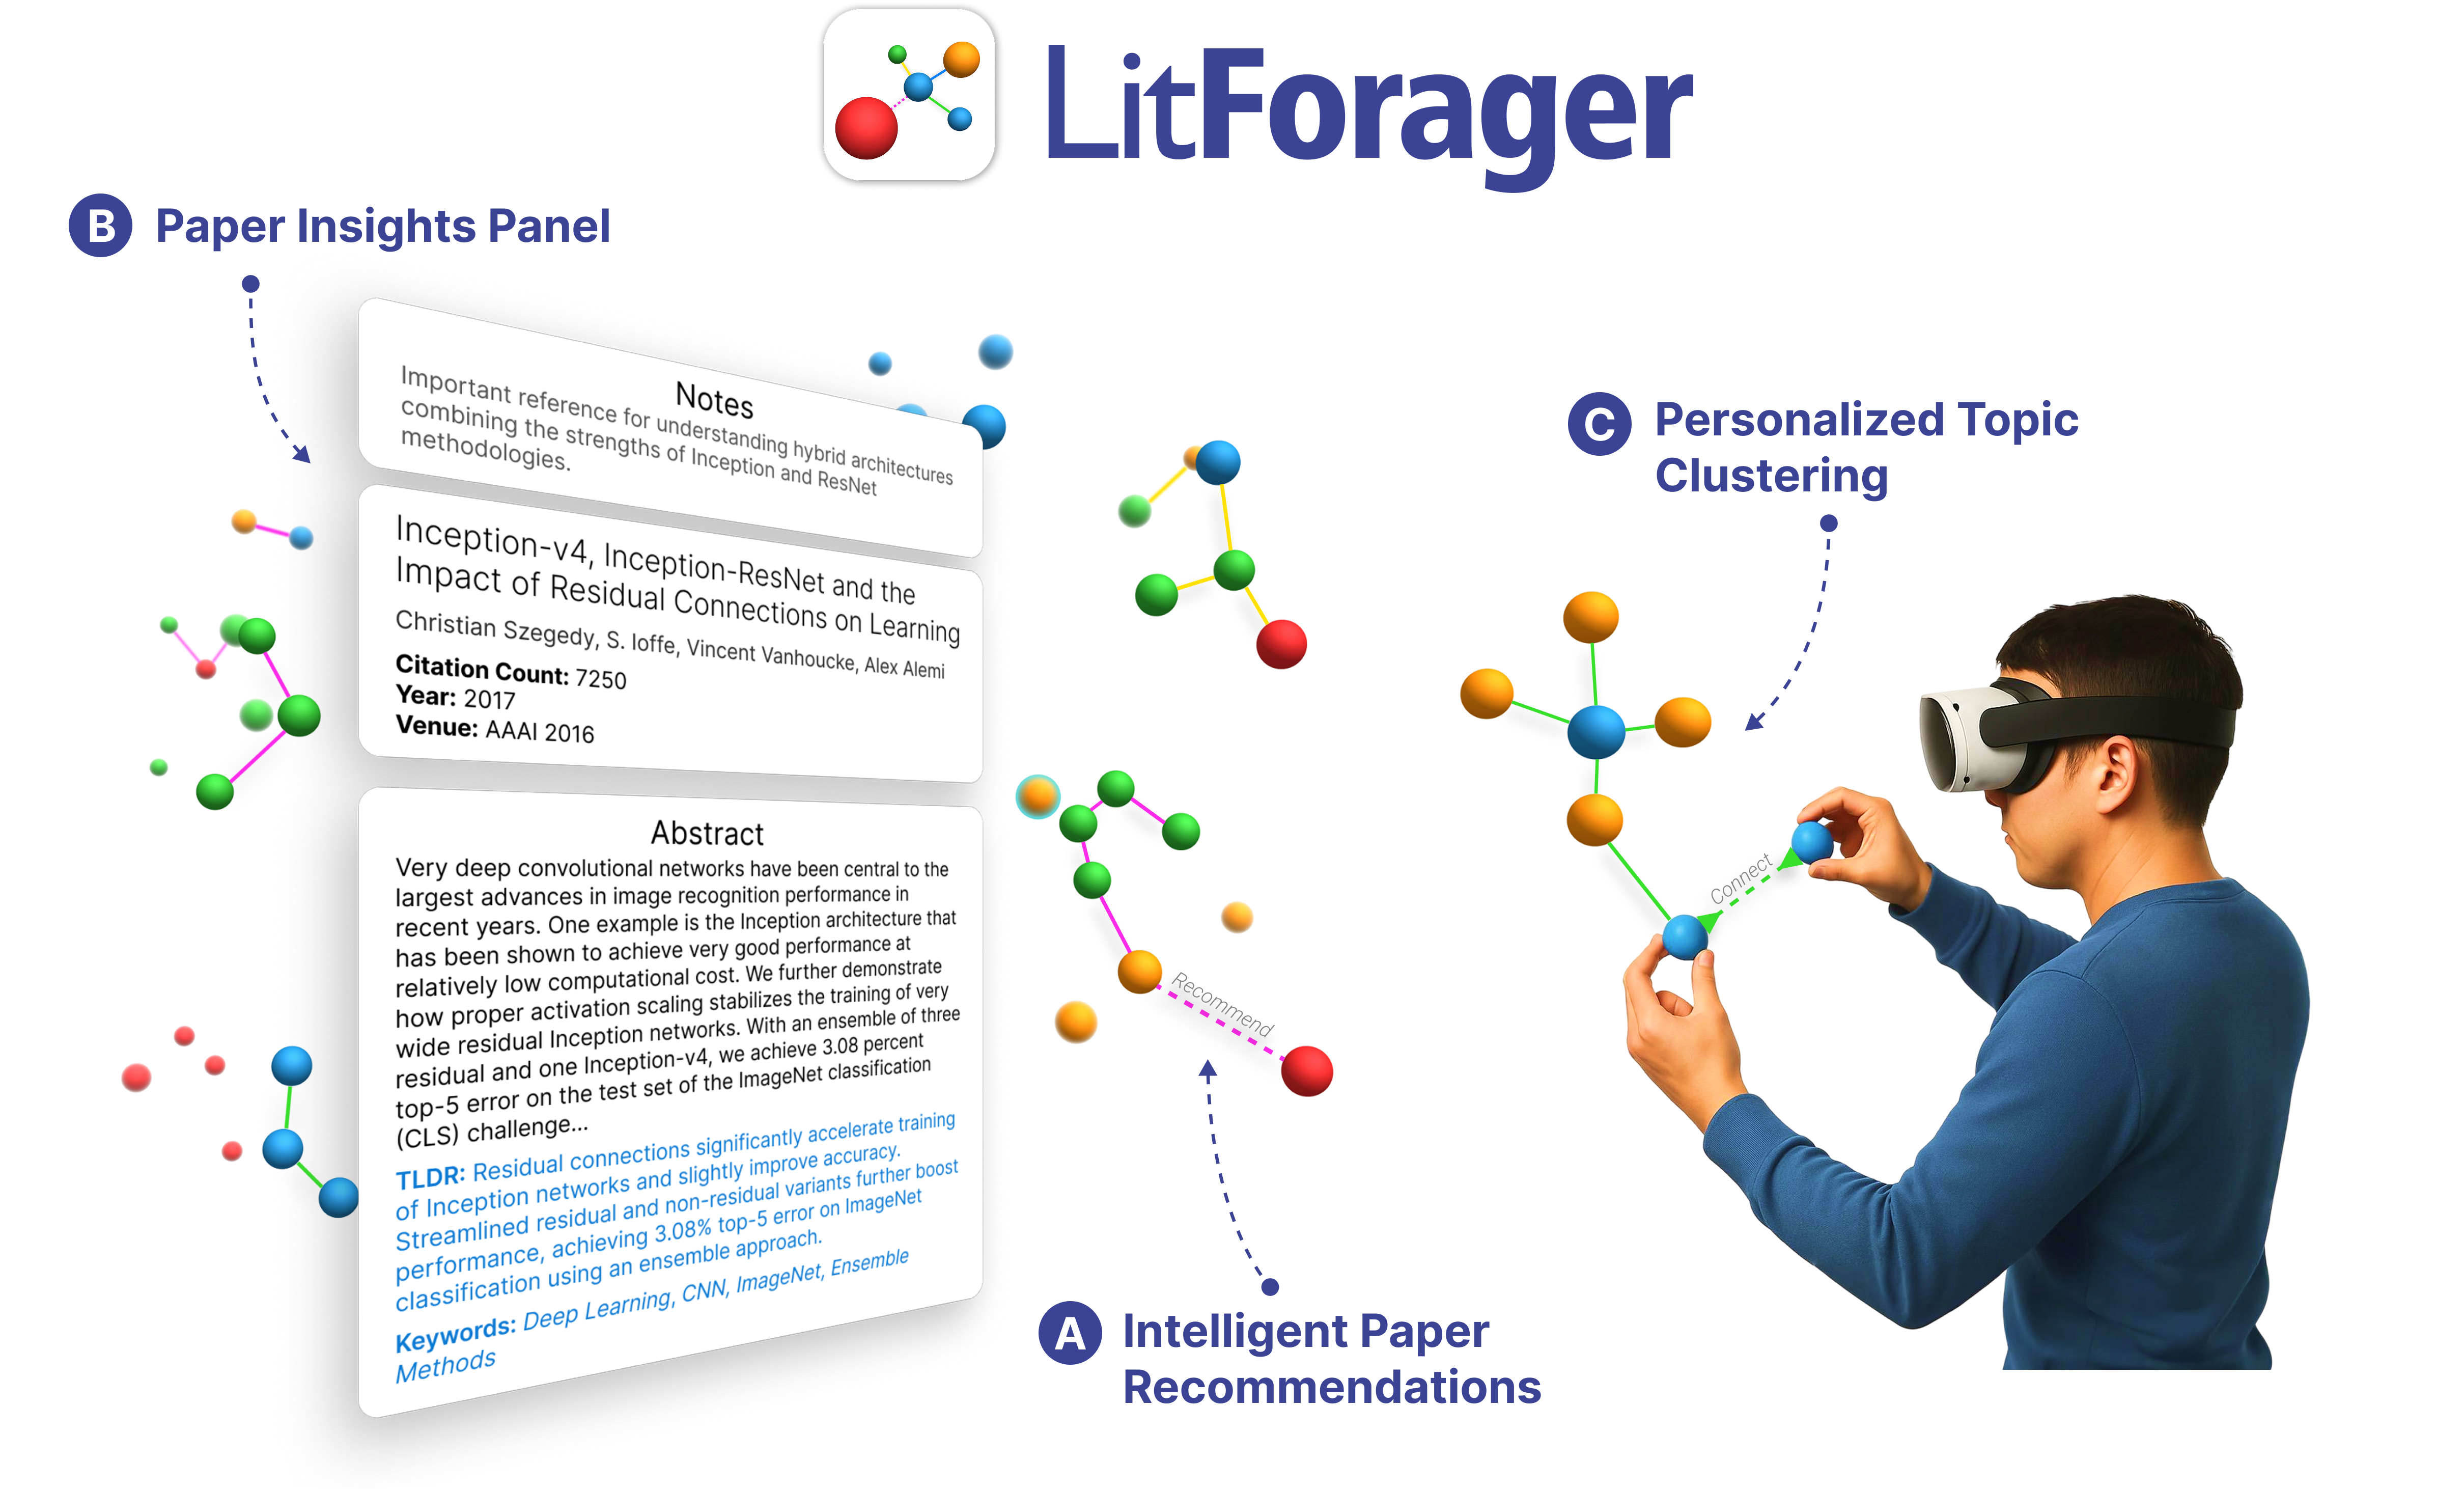 LitForager
B Paper Insights Panel
Notes
Important reference for understanding hybrid architectures
combining the strengths of Inception and ResNet
methodologies.
Inception-v4, Inception-ResNet and the
Impact of Residual Connections on Learning
Christian Szegedy, S. Ioffe, Vincent Vanhoucke, Alex Alemi
Citation Count: 7250
Year: 2017
Venue: AAAI 2016
Abstract
Very deep convolutional networks have been central to the
largest advances in image recognition performance in
recent years. One example is the Inception architecture that
has been shown to achieve very good performance at
relatively low computational cost. We further demonstrate
how proper activation scaling stabilizes the training of very
wide residual Inception networks. With an ensemble of three
residual and one Inception-v4, we achieve 3.08 percent
top-5 error on the test set of the ImageNet classification
(CLS) challenge...
TLDR: Residual connections significantly accelerate training
of Inception networks and slightly improve accuracy.
Streamlined residual and non-residual variants further boost
performance, achieving 3.08% top-5 error on ImageNet
classification using an ensemble approach.
Keywords: Deep Learning, CNN, ImageNet, Ensemble
Methods
Recommend
A Intelligent Paper
Recommendations
C Personalized Topic
Clustering
Connect